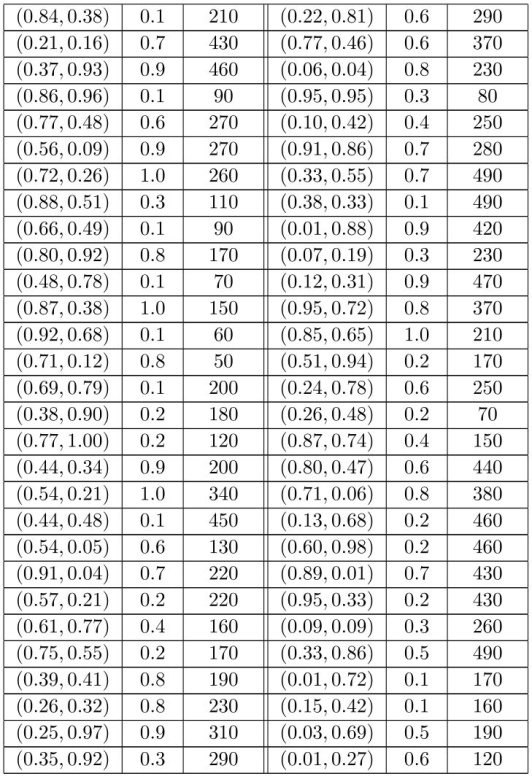 (0.84, 0.38) 0.1 210 (0.22, 0.81) 0.6 290
(0.21, 0.16) 0.7 430 (0.77, 0.46) 0.6 370
(0.37, 0.93) 0.9 460 (0.06, 0.04) 0.8 230
(0.86, 0.96) 0.1 90 (0.95, 0.95) 0.3 80
(0.77, 0.48) 0.6 270 (0.10, 0.42) 0.4 250
(0.56, 0.09) 0.9 270 (0.91, 0.86) 0.7 280
(0.72, 0.26) 1.0 260 (0.33, 0.55) 0.7 490
(0.88, 0.51) 0.3 110 (0.38, 0.33) 0.1 490
(0.66, 0.49) 0.1 90 (0.01, 0.88) 0.9 420
(0.80, 0.92) 0.8 170 (0.07, 0.19) 0.3 230
(0.48, 0.78) 0.1 70 (0.12, 0.31) 0.9 470
(0.87, 0.38) 1.0 150 (0.95, 0.72) 0.8 370
(0.92, 0.68) 0.1 60 (0.85, 0.65) 1.0 210
(0.71, 0.12) 0.8 50 (0.51, 0.94) 0.2 170
(0.69, 0.79) 0.1 200 (0.24, 0.78) 0.6 250
(0.38, 0.90) 0.2 180 (0.26, 0.48) 0.2 70
(0.77, 1.00) 0.2 120 (0.87, 0.74) 0.4 150
(0.44, 0.34) 0.9 200 (0.80, 0.47) 0.6 440
(0.54, 0.21) 1.0 340 (0.71, 0.06) 0.8 380
(0.44, 0.48) 0.1 450 (0.13, 0.68) 0.2 460
(0.54, 0.05) 0.6 130 (0.60, 0.98) 0.2 460
(0.91, 0.04) 0.7 220 (0.89, 0.01) 0.7 430
(0.57, 0.21) 0.2 220 (0.95, 0.33) 0.2 430
(0.61, 0.77) 0.4 160 (0.09, 0.09) 0.3 260
(0.75, 0.55) 0.2 170 (0.33, 0.86) 0.5 490
(0.39, 0.41) 0.8 190 (0.01, 0.72) 0.1 170
(0.26, 0.32) 0.8 230 (0.15, 0.42) 0.1 160
(0.25, 0.97) 0.9 310 (0.03, 0.69) 0.5 190
(0.35, 0.92) 0.3 290 (0.01, 0.27) 0.6 120